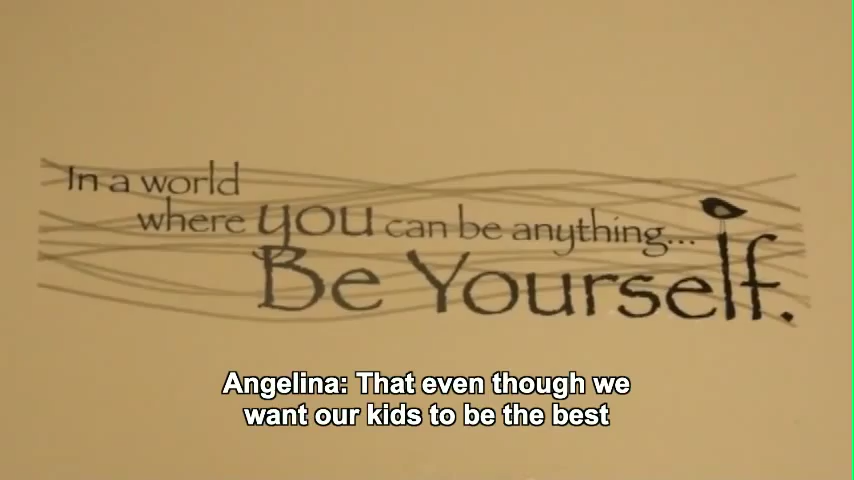 In a world
where you can be anything...
Be Yourself.
Angelina: That even though we
want our kids to be the best